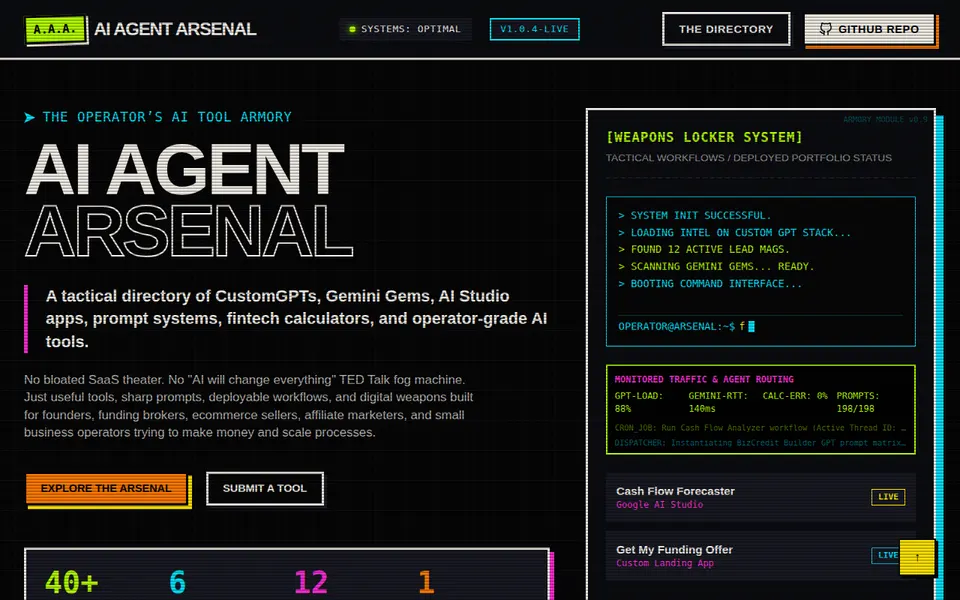 A.A.A. AI AGENT ARSENAL
SYSTEMS: OPTIMAL
V1.0.4-LIVE
THE DIRECTORY
GITHUB REPO
➤ THE OPERATOR'S AI TOOL ARMORY
AI AGENT
ARSENAL
A tactical directory of CustomGPTs, Gemini Gems, AI Studio
apps, prompt systems, fintech calculators, and operator-grade AI
tools.
No bloated SaaS theater. No "AI will change everything" TED Talk fog machine.
Just useful tools, sharp prompts, deployable workflows, and digital weapons built
for founders, funding brokers, ecommerce sellers, affiliate marketers, and small
business operators trying to make money and scale processes.
EXPLORE THE ARSENAL
SUBMIT A TOOL
40+ 6 12 1
ARMORY MODULE
[WEAPONS LOCKER SYSTEM]
TACTICAL WORKFLOWS / DEPLOYED PORTFOLIO STATUS
> SYSTEM INIT SUCCESSFUL.
> LOADING INTEL ON CUSTOM GPT STACK...
> FOUND 12 ACTIVE LEAD MAGS.
> SCANNING GEMINI GEMS... READY.
> BOOTING COMMAND INTERFACE...
OPERATOR@ARSENAL:~$ f
MONITORED TRAFFIC & AGENT ROUTING
GPT-LOAD: 88%
GEMINI-RTT: 140ms
CALC-ERR: 0%
PROMPTS: 198/198
CRON_JOB: Run Cash Flow Analyzer workflow (Active Thread ID: …
DISPATCHER: Instantiating BizCredit Builder GPT prompt matrix…
Cash Flow Forecaster
Google AI Studio
LIVE
Get My Funding Offer
Custom Landing App
LIVE
↑